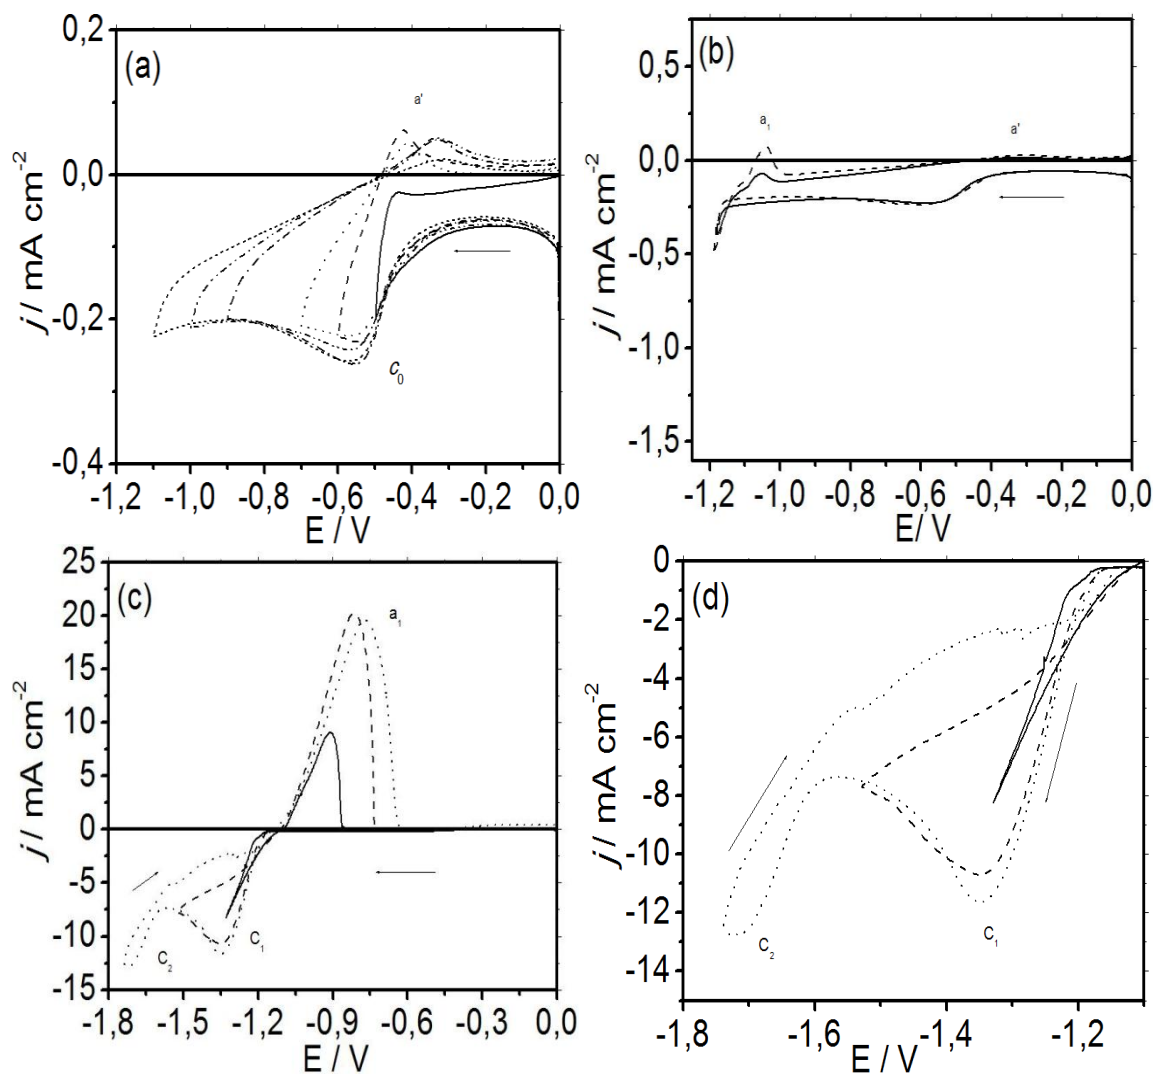 (a)
0,2
0,0
-0,2
-0,4
j / mA cm⁻²
a'
c₀
-1,2 -1,0 -0,8 -0,6 -0,4 -0,2 0,0
E / V
(b)
0,5
0,0
-0,5
-1,0
-1,5
j / mA cm⁻²
a₁
a'
-1,2 -1,0 -0,8 -0,6 -0,4 -0,2 0,0
E/ V
(c)
25
20
15
10
5
0
-5
-10
-15
j / mA cm⁻²
a₁
C₁
C₂
-1,8 -1,5 -1,2 -0,9 -0,6 -0,3 0,0
E / V
(d)
0
-2
-4
-6
-8
-10
-12
-14
j / mA cm⁻²
C₂
C₁
-1,8 -1,6 -1,4 -1,2
E / V